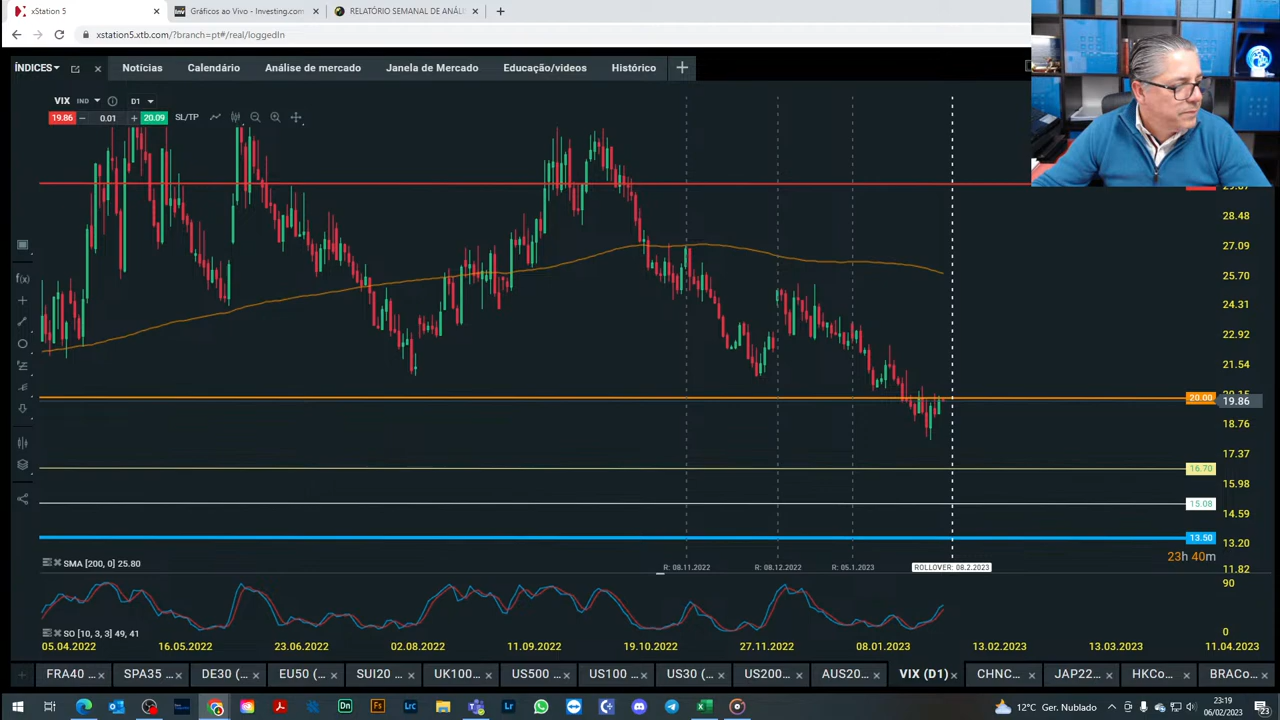 xStation 5
Gráficos ao Vivo - Investing.com
RELATÓRIO SEMANAL DE ANÁLIS
xstation5.xtb.com/?branch=pt#/real/loggedIn
ÍNDICES
Notícias
Calendário
Análise de mercado
Janela de Mercado
Educação/videos
Histórico
VIX IND D1
19.86 0.01 20.09 SL/TP
28.48
27.09
25.70
24.31
22.92
21.54
20.00
19.86
18.76
17.37
16.70
15.98
15.08
14.59
13.50
13.20
23h 40m
11.82
SMA [200, 0] 25.80
R: 08.11.2022
R: 08.12.2022
R: 05.1.2023
ROLLOVER: 08.2.2023
90
0
SO [10, 3, 3] 49, 41
05.04.2022
16.05.2022
23.06.2022
02.08.2022
11.09.2022
19.10.2022
27.11.2022
08.01.2023
13.02.2023
13.03.2023
11.04.2023
FRA40 ...
SPA35 ...
DE30 (...
EU50 (...
SUI20 ...
UK100...
US500...
US100 ...
US30 (...
US200...
AUS20...
VIX (D1)
CHNC...
JAP22...
HKCo...
BRACo...
12°C Ger. Nublado
23:19
06/02/2023